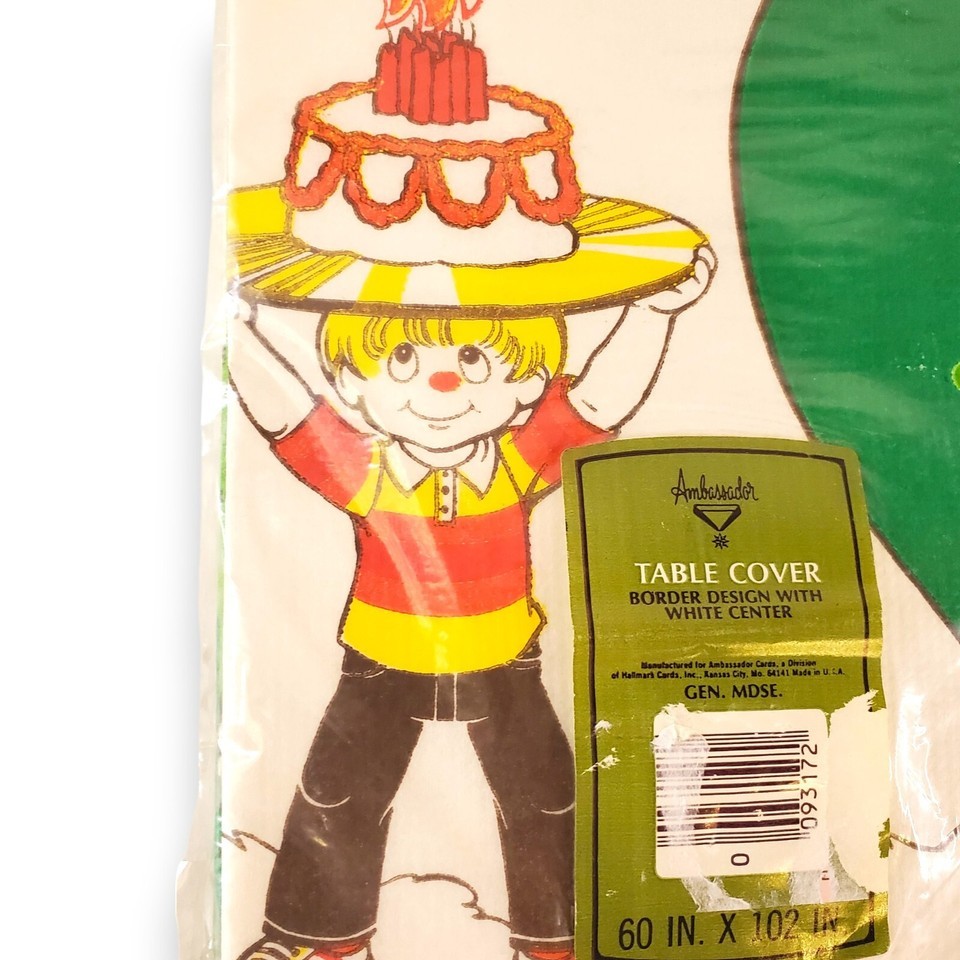 Ambassador
TABLE COVER
BORDER DESIGN WITH
WHITE CENTER
Manufactured for Ambassador Cards, a Division
of Hallmark Cards, Inc., Kansas City, Mo. 64141 Made in U.S.A.
GEN. MDSE.
0
093172
60 IN. X 102 IN.